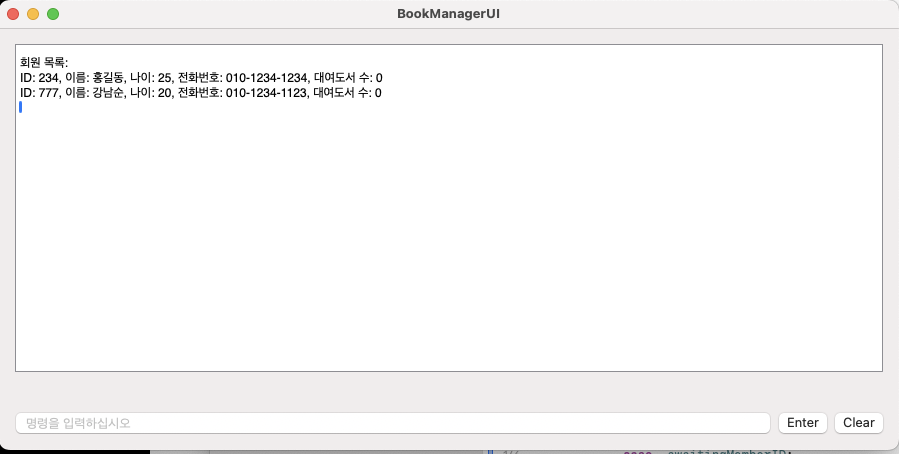 BookManagerUI
회원 목록:
ID: 234, 이름: 홍길동, 나이: 25, 전화번호: 010-1234-1234, 대여도서 수: 0
ID: 777, 이름: 강남순, 나이: 20, 전화번호: 010-1234-1123, 대여도서 수: 0
명령을 입력하십시오
Enter
Clear